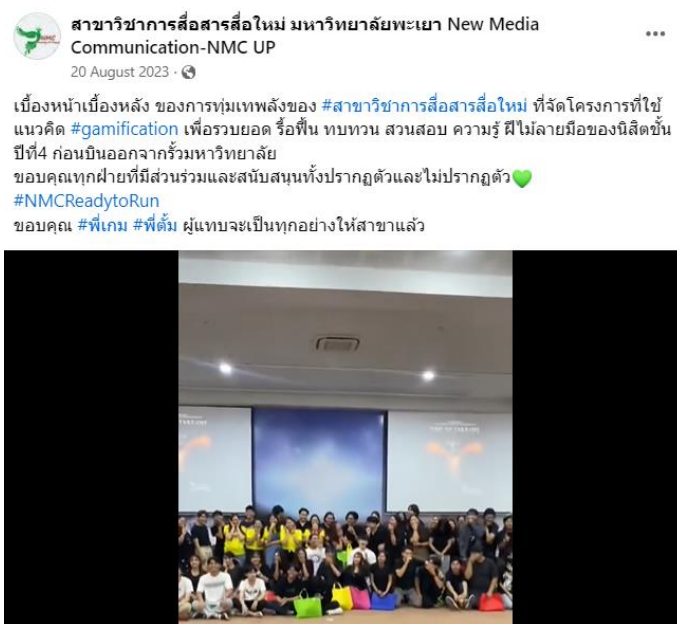 สาขาวิชาการสื่อสารสื่อใหม่ มหาวิทยาลัยพะเยา New Media
Communication-NMC UP
20 August 2023 ·
เบื้องหน้าเบื้องหลัง ของการทุ่มเทพลังของ #สาขาวิชาการสื่อสารสื่อใหม่ ที่จัดโครงการที่ใช้
แนวคิด #gamification เพื่อรวบยอด รื้อฟื้น ทบทวน สวนสอบ ความรู้ ฝีไม้ลายมือของนิสิตชั้น
ปีที่4 ก่อนบินออกจากรั้วมหาวิทยาลัย
ขอบคุณทุกฝ่ายที่มีส่วนร่วมและสนับสนุนทั้งปรากฏตัวและไม่ปรากฏตัว💚
#NMCReadytoRun
ขอบคุณ #พี่เกม #พี่ตั้ม ผู้แทบจะเป็นทุกอย่างให้สาขาแล้ว